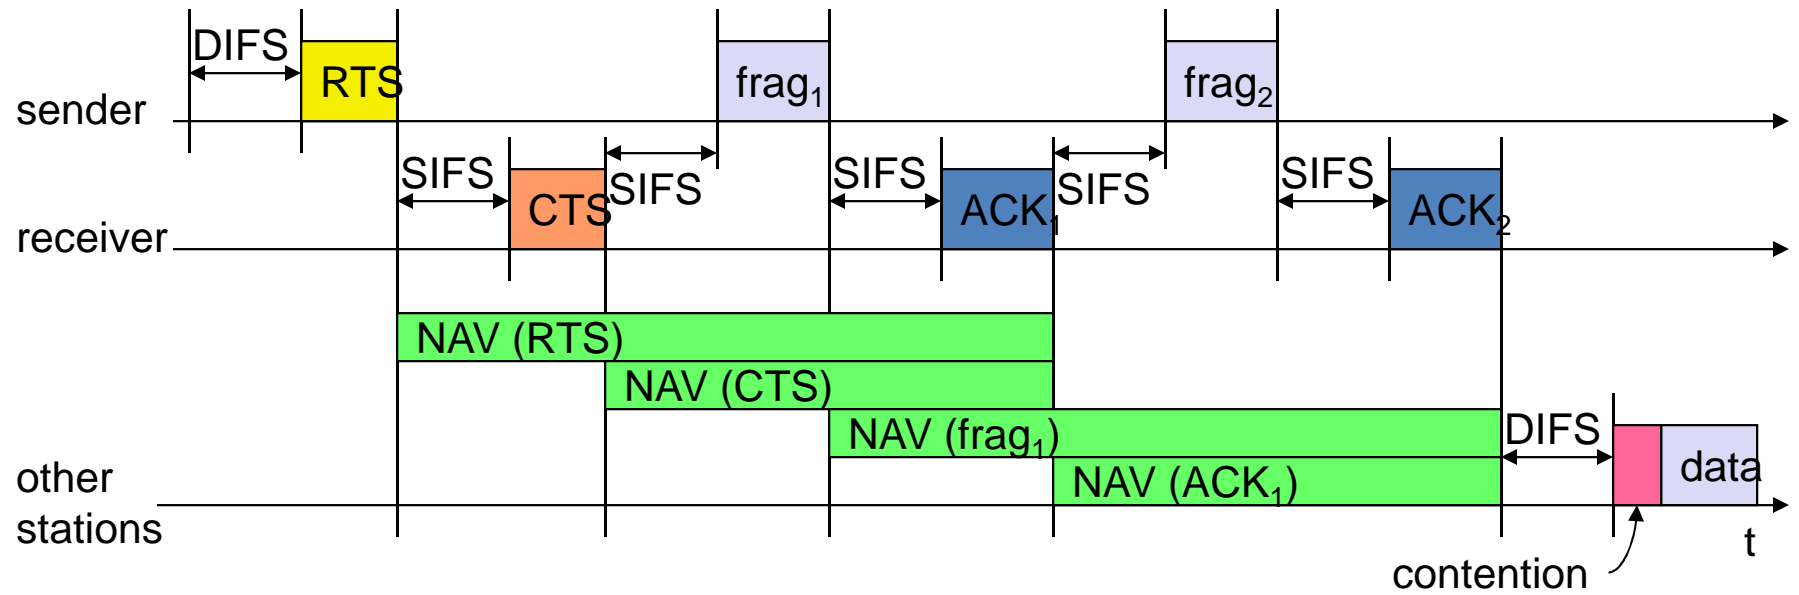 DIFS
RTS
frag₁
frag₂
sender
SIFS
CTS
SIFS
SIFS
ACK₁
SIFS
SIFS
ACK₂
receiver
NAV (RTS)
NAV (CTS)
NAV (frag₁)
NAV (ACK₁)
DIFS
data
other
stations
t
contention